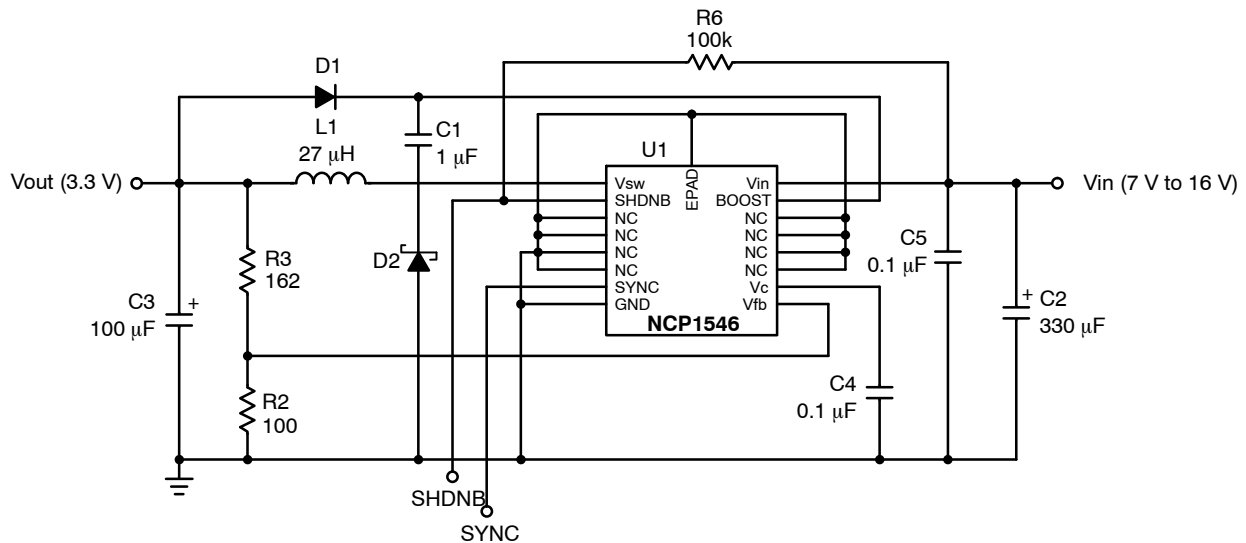 R6
100k
D1
L1
27 μH
C1
1 μF
U1
Vout (3.3 V)
Vin (7 V to 16 V)
Vsw
SHDNB
NC
NC
NC
NC
SYNC
GND
EPAD
Vin
BOOST
NC
NC
NC
NC
Vc
Vfb
NCP1546
D2
R3
162
C3
+
100 μF
C5
0.1 μF
+
C2
330 μF
R2
100
C4
0.1 μF
SHDNB
SYNC